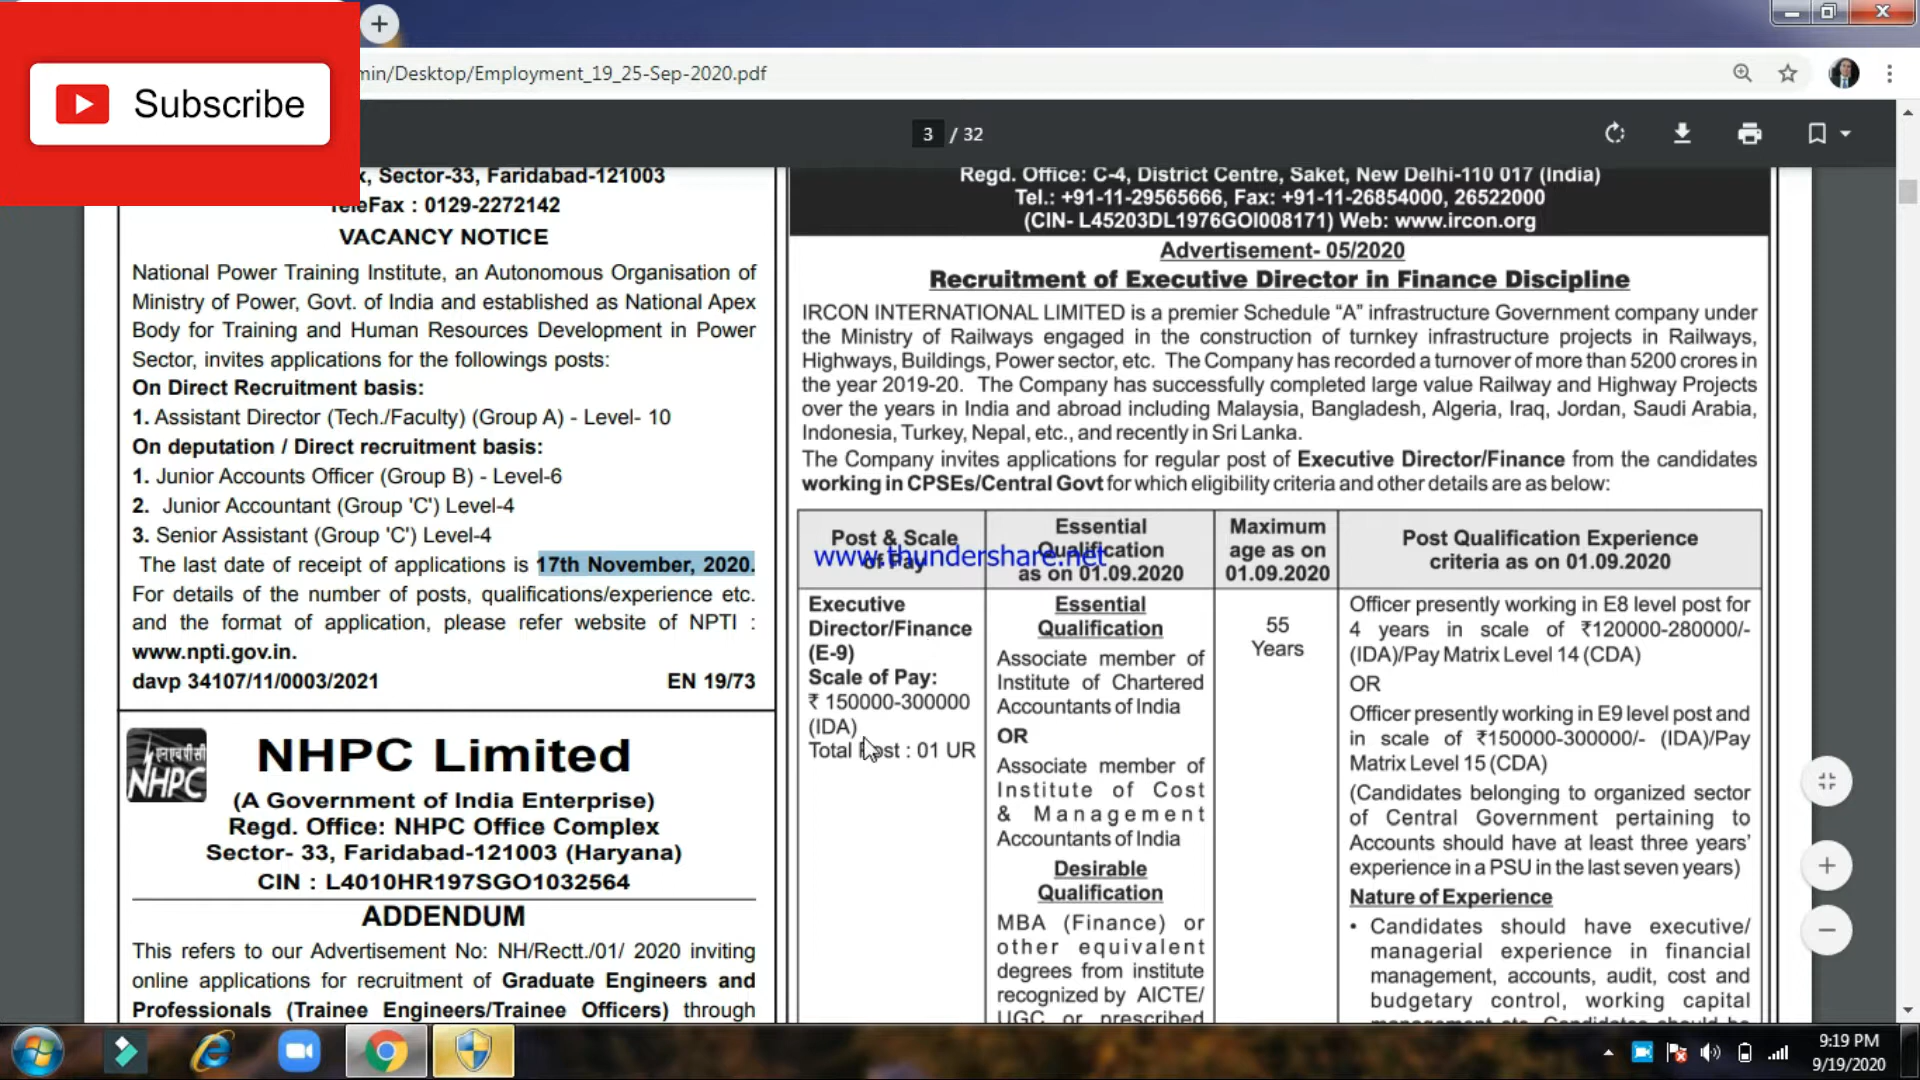 Subscribe
min/Desktop/Employment_19_25-Sep-2020.pdf
3 / 32
x, Sector-33, Faridabad-121003
TeleFax : 0129-2272142
VACANCY NOTICE
National Power Training Institute, an Autonomous Organisation of
Ministry of Power, Govt. of India and established as National Apex
Body for Training and Human Resources Development in Power
Sector, invites applications for the followings posts:
On Direct Recruitment basis:
1. Assistant Director (Tech./Faculty) (Group A) - Level- 10
On deputation / Direct recruitment basis:
1. Junior Accounts Officer (Group B) - Level-6
2. Junior Accountant (Group 'C') Level-4
3. Senior Assistant (Group 'C') Level-4
The last date of receipt of applications is 17th November, 2020.
For details of the number of posts, qualifications/experience etc.
and the format of application, please refer website of NPTI :
www.npti.gov.in.
davp 34107/11/0003/2021 EN 19/73
एनएचपीसी
NHPC
NHPC Limited
(A Government of India Enterprise)
Regd. Office: NHPC Office Complex
Sector- 33, Faridabad-121003 (Haryana)
CIN : L4010HR197SGO1032564
ADDENDUM
This refers to our Advertisement No: NH/Rectt./01/ 2020 inviting
online applications for recruitment of Graduate Engineers and
Professionals (Trainee Engineers/Trainee Officers) through
Regd. Office: C-4, District Centre, Saket, New Delhi-110 017 (India)
Tel.: +91-11-29565666, Fax: +91-11-26854000, 26522000
(CIN- L45203DL1976GOI008171) Web: www.ircon.org
Advertisement- 05/2020
Recruitment of Executive Director in Finance Discipline
IRCON INTERNATIONAL LIMITED is a premier Schedule “A” infrastructure Government company under
the Ministry of Railways engaged in the construction of turnkey infrastructure projects in Railways,
Highways, Buildings, Power sector, etc. The Company has recorded a turnover of more than 5200 crores in
the year 2019-20. The Company has successfully completed large value Railway and Highway Projects
over the years in India and abroad including Malaysia, Bangladesh, Algeria, Iraq, Jordan, Saudi Arabia,
Indonesia, Turkey, Nepal, etc., and recently in Sri Lanka.
The Company invites applications for regular post of Executive Director/Finance from the candidates
working in CPSEs/Central Govt for which eligibility criteria and other details are as below:
Post & Scale
of Pay
Essential
Qualification
as on 01.09.2020
Maximum
age as on
01.09.2020
Post Qualification Experience
criteria as on 01.09.2020
www.thundershare.net
Executive
Director/Finance
(E-9)
Scale of Pay:
₹ 150000-300000
(IDA)
Total Post : 01 UR
Essential
Qualification
Associate member of
Institute of Chartered
Accountants of India
OR
Associate member of
Institute of Cost
& Management
Accountants of India
Desirable
Qualification
MBA (Finance) or
other equivalent
degrees from institute
recognized by AICTE/
UGC or prescribed
55
Years
Officer presently working in E8 level post for
4 years in scale of ₹120000-280000/-
(IDA)/Pay Matrix Level 14 (CDA)
OR
Officer presently working in E9 level post and
in scale of ₹150000-300000/- (IDA)/Pay
Matrix Level 15 (CDA)
(Candidates belonging to organized sector
of Central Government pertaining to
Accounts should have at least three years’
experience in a PSU in the last seven years)
Nature of Experience
• Candidates should have executive/
managerial experience in financial
management, accounts, audit, cost and
budgetary control, working capital
management etc. Candidates should be
9:19 PM
9/19/2020